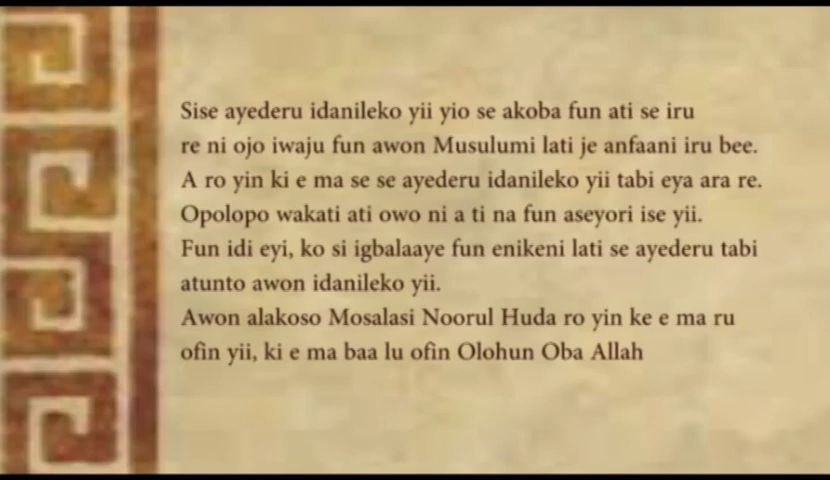 Sise ayederu idanileko yii yio se akoba fun ati se iru
re ni ojo iwaju fun awon Musulumi lati je anfaani iru bee.
A ro yin ki e ma se se ayederu idanileko yii tabi eya ara re.
Opolopo wakati ati owo ni a ti na fun aseyori ise yii.
Fun idi eyi, ko si igbalaaye fun enikeni lati se ayederu tabi
atunto awon idanileko yii.
Awon alakoso Mosalasi Noorul Huda ro yin ke e ma ru
ofin yii, ki e ma baa lu ofin Olohun Oba Allah